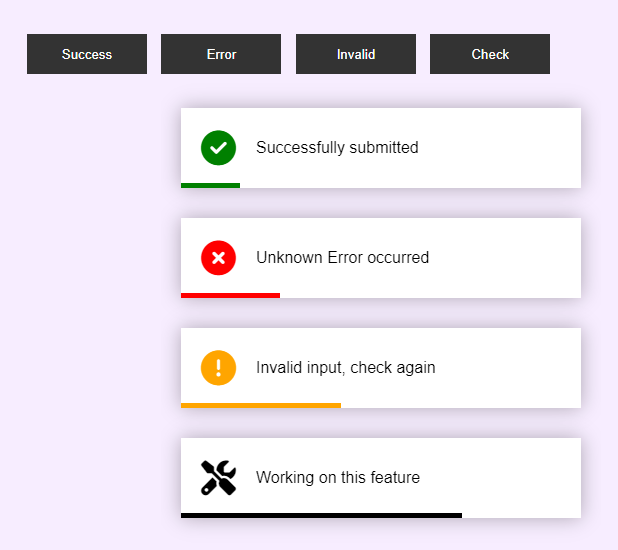 Success Error Invalid Check
Successfully submitted
Unknown Error occurred
Invalid input, check again
Working on this feature